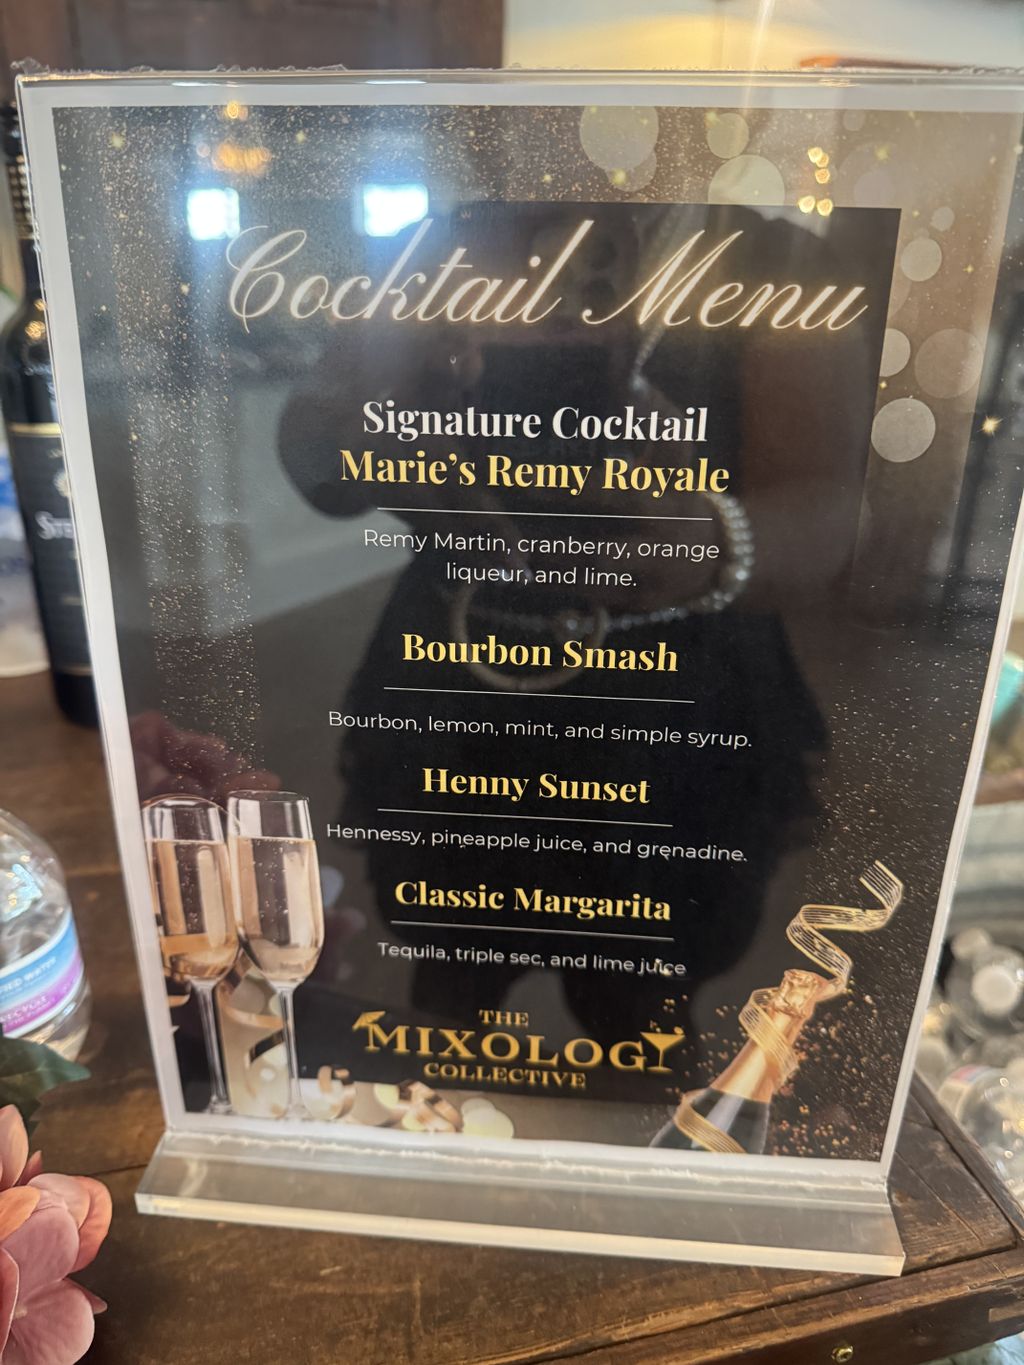 Cocktail Menu
Signature Cocktail
Marie's Remy Royale
Remy Martin, cranberry, orange
liqueur, and lime.
Bourbon Smash
Bourbon, lemon, mint, and simple syrup.
Henny Sunset
Hennessy, pineapple juice, and grenadine.
Classic Margarita
Tequila, triple sec, and lime juice
THE
MIXOLOGY
COLLECTIVE